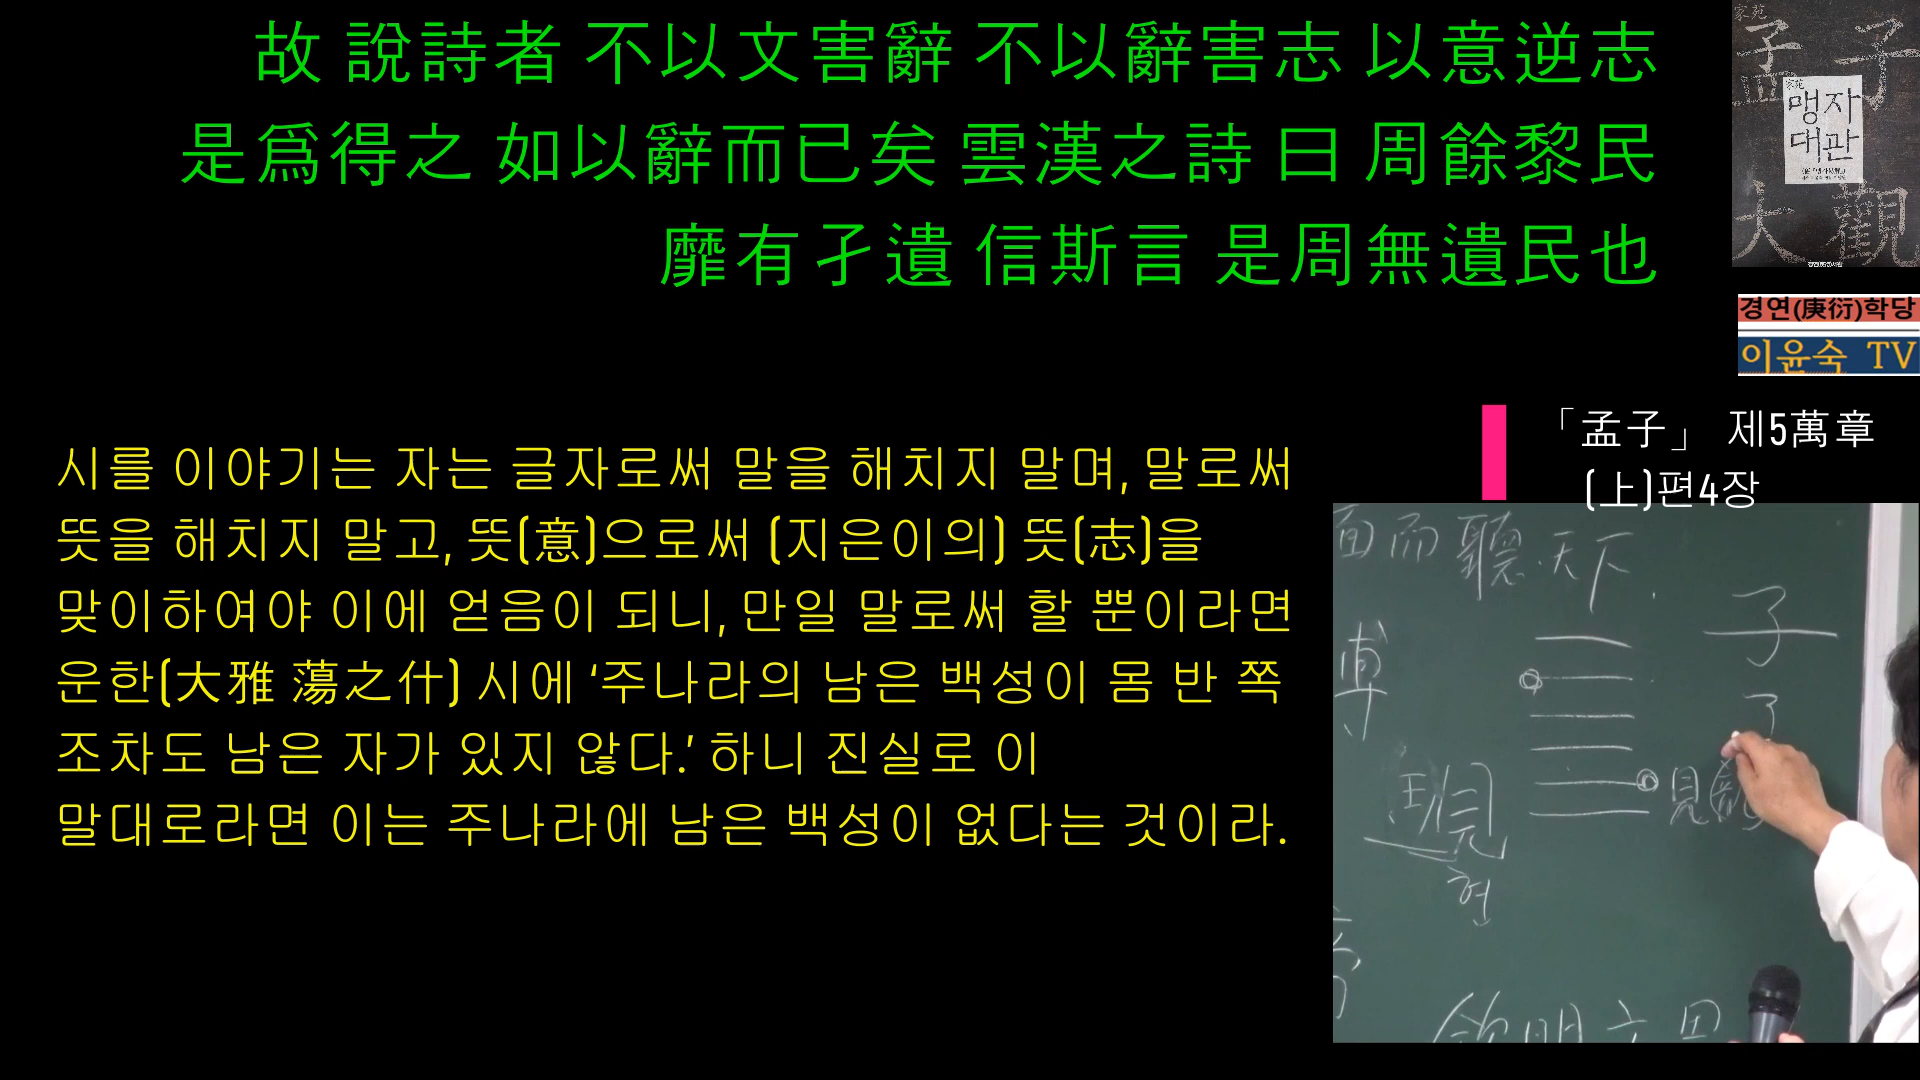 故 說詩者 不以文害辭 不以辭害志 以意逆志
是爲得之 如以辭而已矣 雲漢之詩 曰 周餘黎民
靡有孑遺 信斯言 是周無遺民也
시를 이야기는 자는 글자로써 말을 해치지 말며, 말로써
뜻을 해치지 말고, 뜻(意)으로써 (지은이의) 뜻(志)을
맞이하여야 이에 얻음이 되니, 만일 말로써 할 뿐이라면
운한(大雅 蕩之什) 시에 ‘주나라의 남은 백성이 몸 반 쪽
조차도 남은 자가 있지 않다.’ 하니 진실로 이
말대로라면 이는 주나라에 남은 백성이 없다는 것이라.
家苑
孟子
家苑
맹자
대관
大觀
경연(庚衍)학당
이윤숙 TV
「孟子」 제5萬章
(上)편4장
面而聽天下
子
了
見
현
明文思